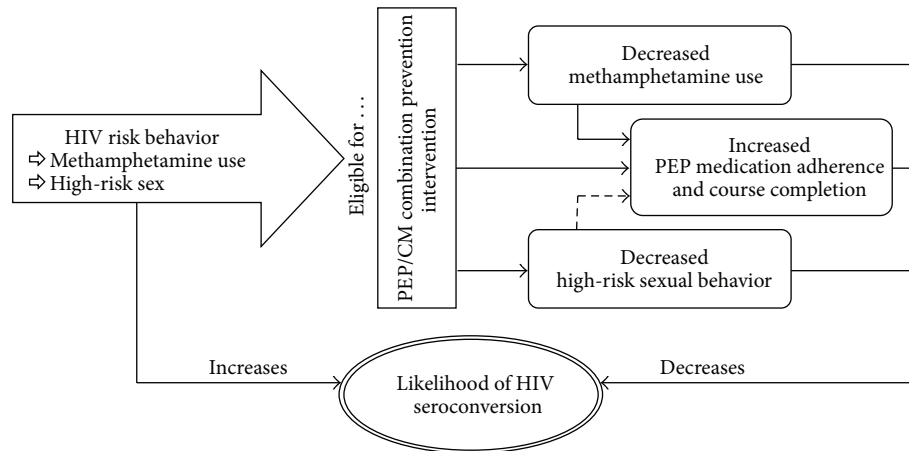 HIV risk behavior
⇨ Methamphetamine use
⇨ High-risk sex
Eligible for …
PEP/CM combination prevention
intervention
Decreased
methamphetamine use
Increased
PEP medication adherence
and course completion
Decreased
high-risk sexual behavior
Increases
Likelihood of HIV
seroconversion
Decreases